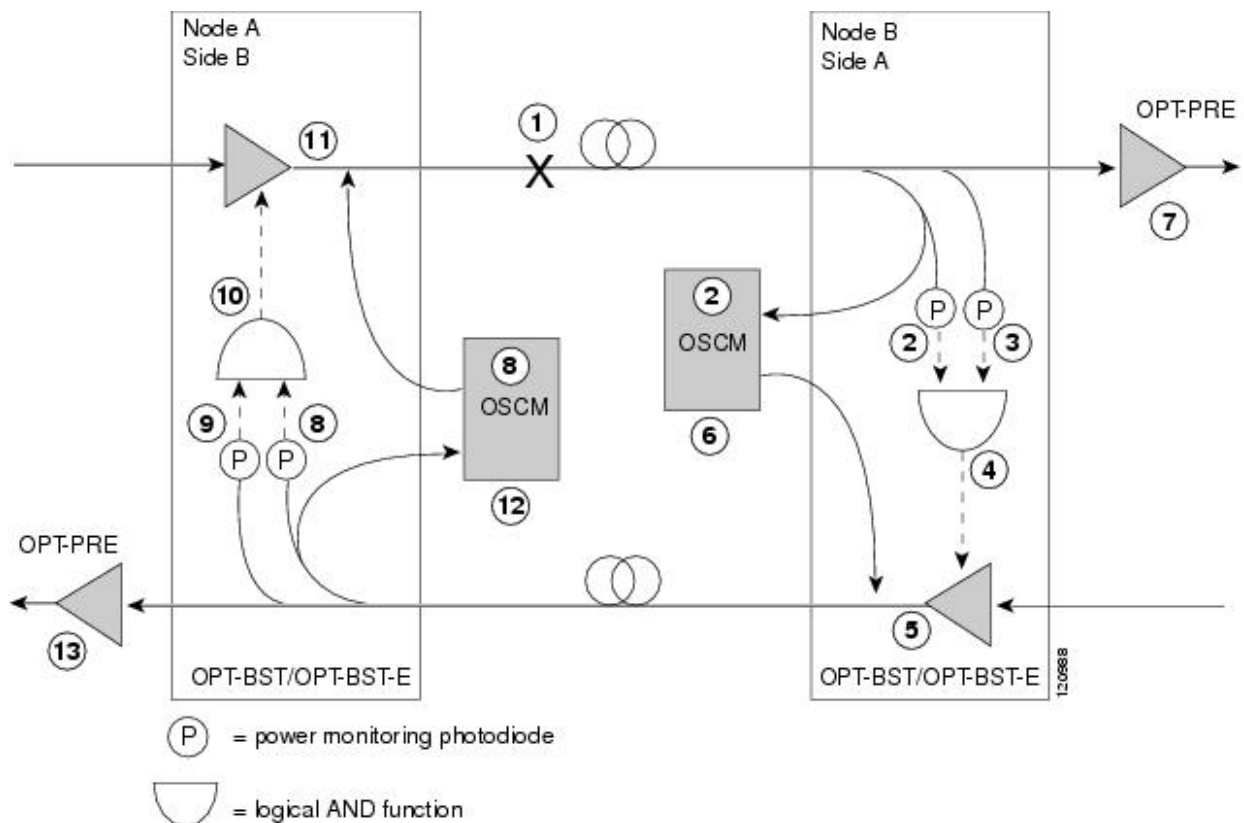 Node A
Side B
Node B
Side A
OPT-PRE
1
11
7
10
2
OSCM
P
P
2
3
8
OSCM
9
8
P
P
6
4
12
OPT-PRE
13
5
OPT-BST/OPT-BST-E
OPT-BST/OPT-BST-E
120988
P = power monitoring photodiode
= logical AND function